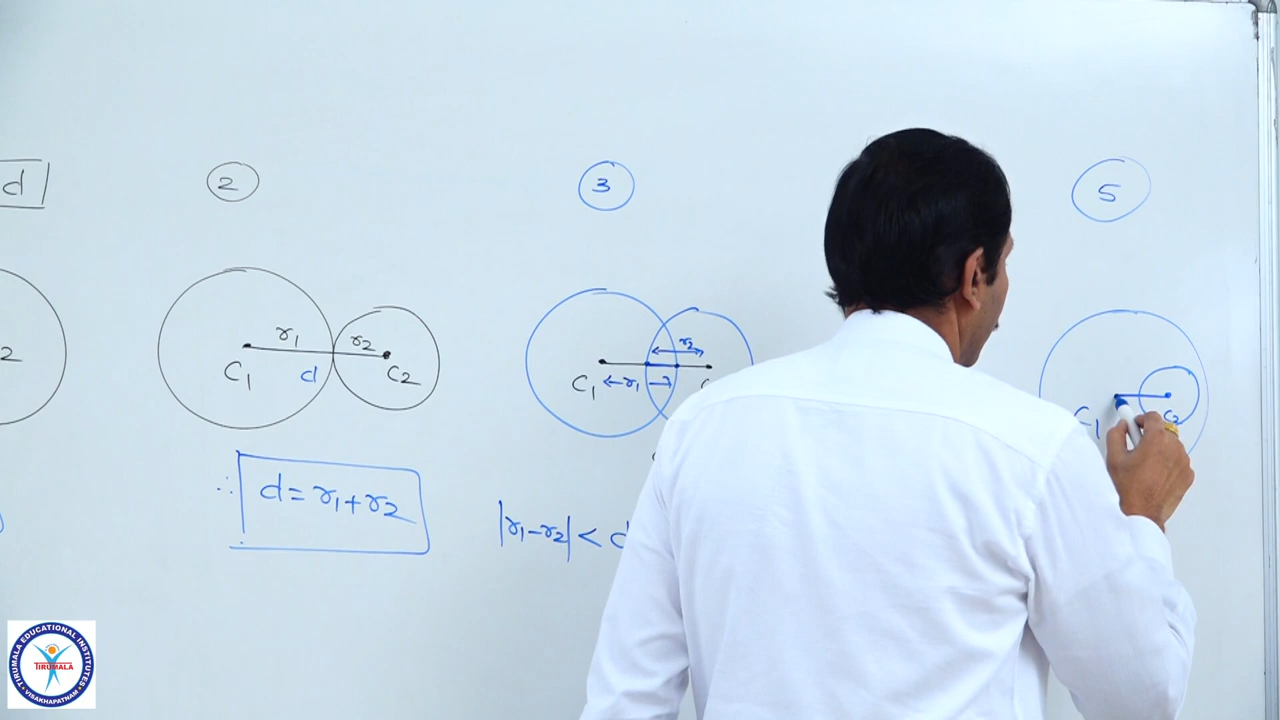 d
2
3
5
2
r₁
r₂
C₁
d
C₂
r₂
C₁
r₁
C₁
C₂
∴ d = r₁ + r₂
|r₁ - r₂| < d
TIRUMALA EDUCATIONAL INSTITUTES
TIRUMALA
VISAKHAPATNAM